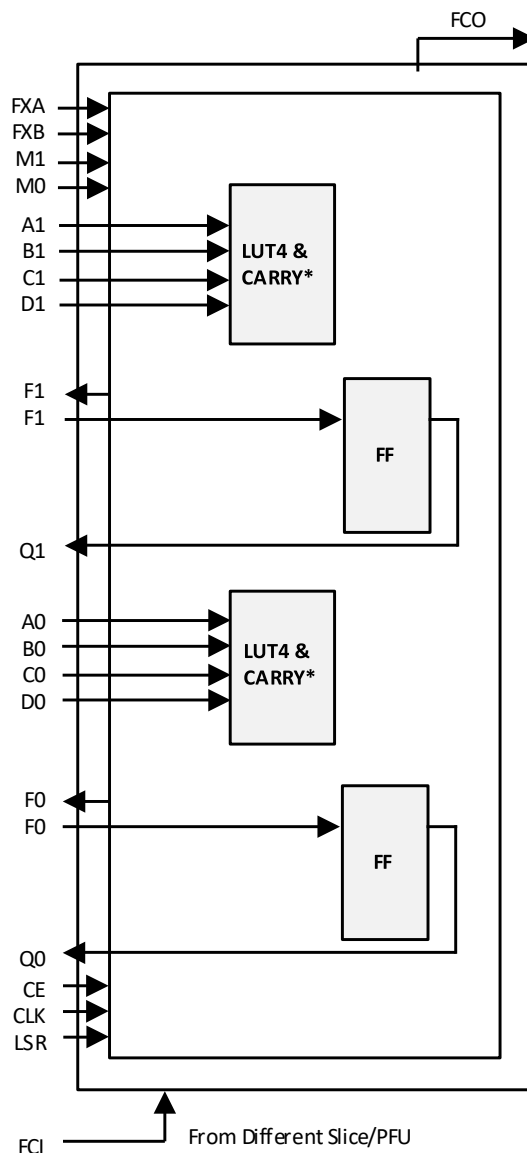 FCO
FXA
FXB
M1
M0
A1
B1
C1
D1
LUT4 &
CARRY*
F1
F1
FF
Q1
A0
B0
C0
D0
LUT4 &
CARRY*
F0
F0
FF
Q0
CE
CLK
LSR
From Different Slice/PFU
FCI